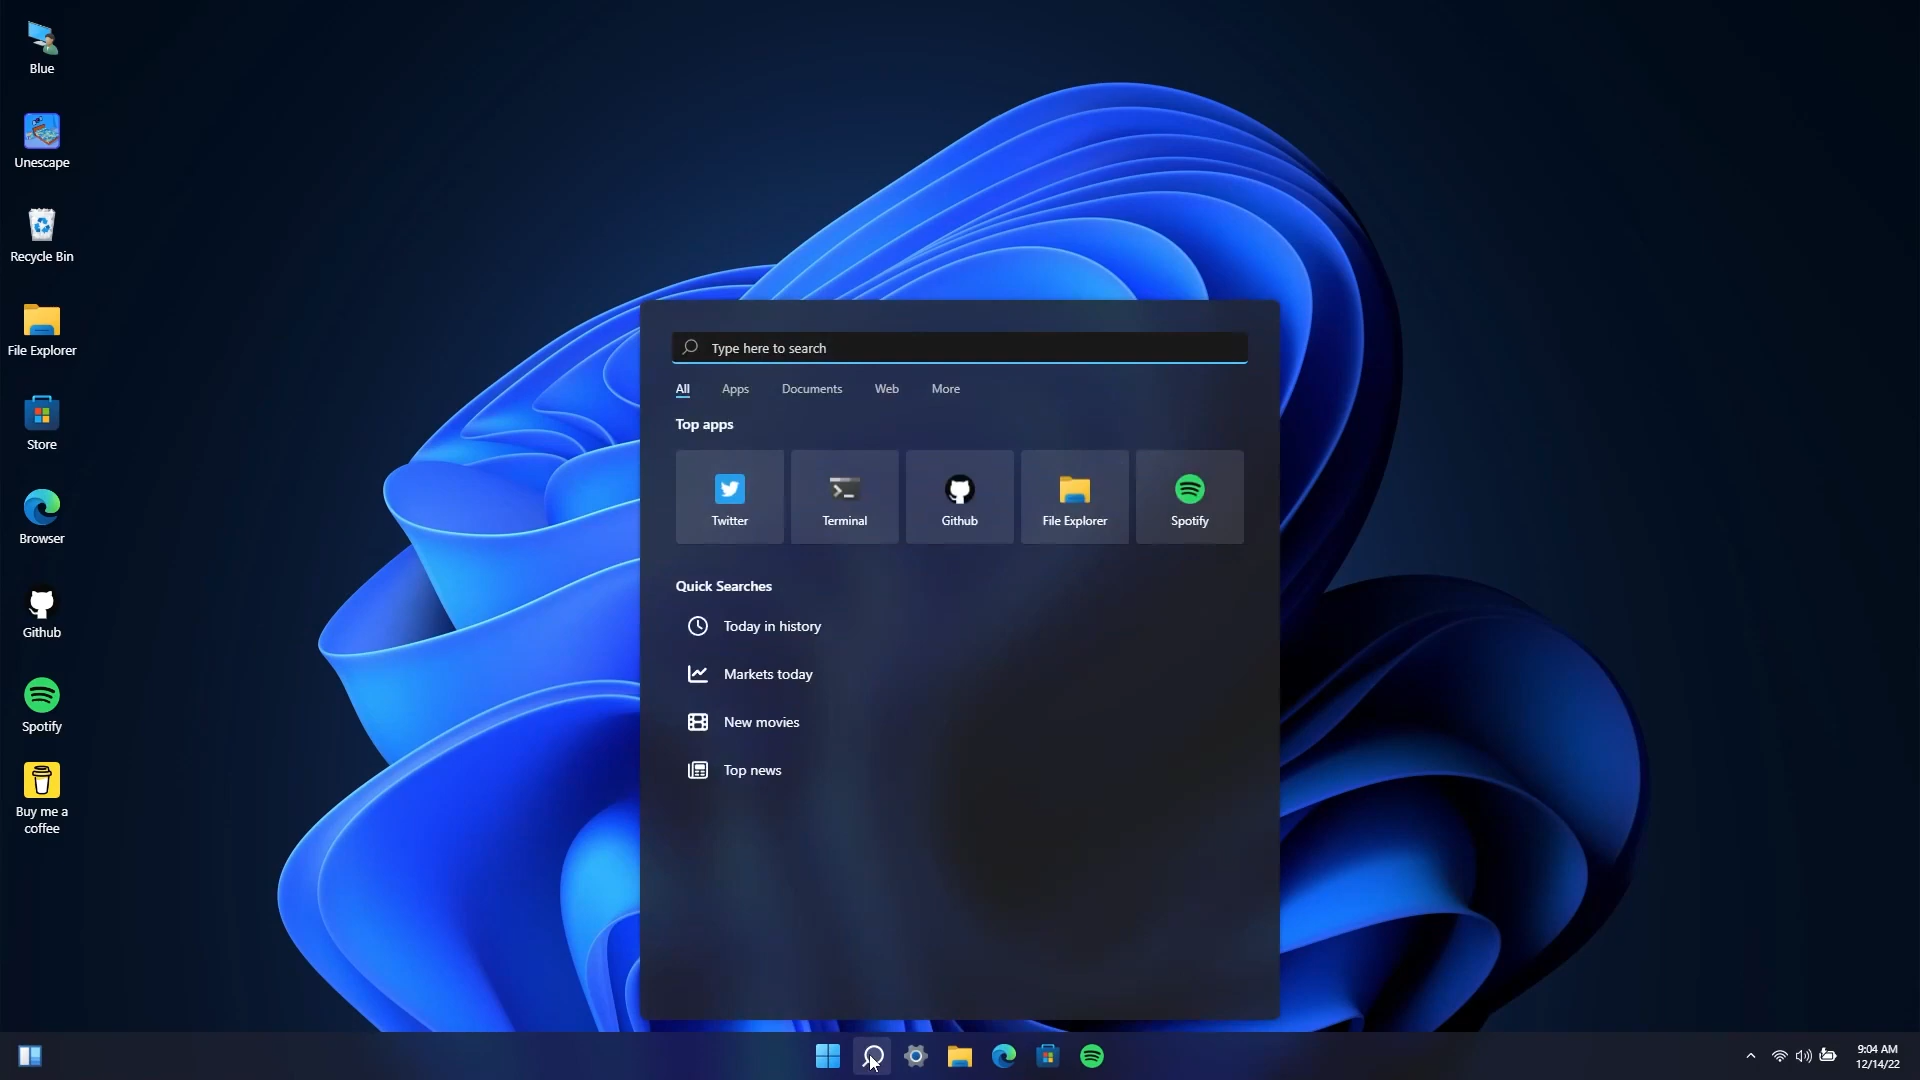 Blue
Unescape
Recycle Bin
File Explorer
Store
Browser
Github
Spotify
Buy me a
coffee
Type here to search
All Apps Documents Web More
Top apps
Twitter Terminal Github File Explorer Spotify
Quick Searches
Today in history
Markets today
New movies
Top news
9:04 AM
12/14/22